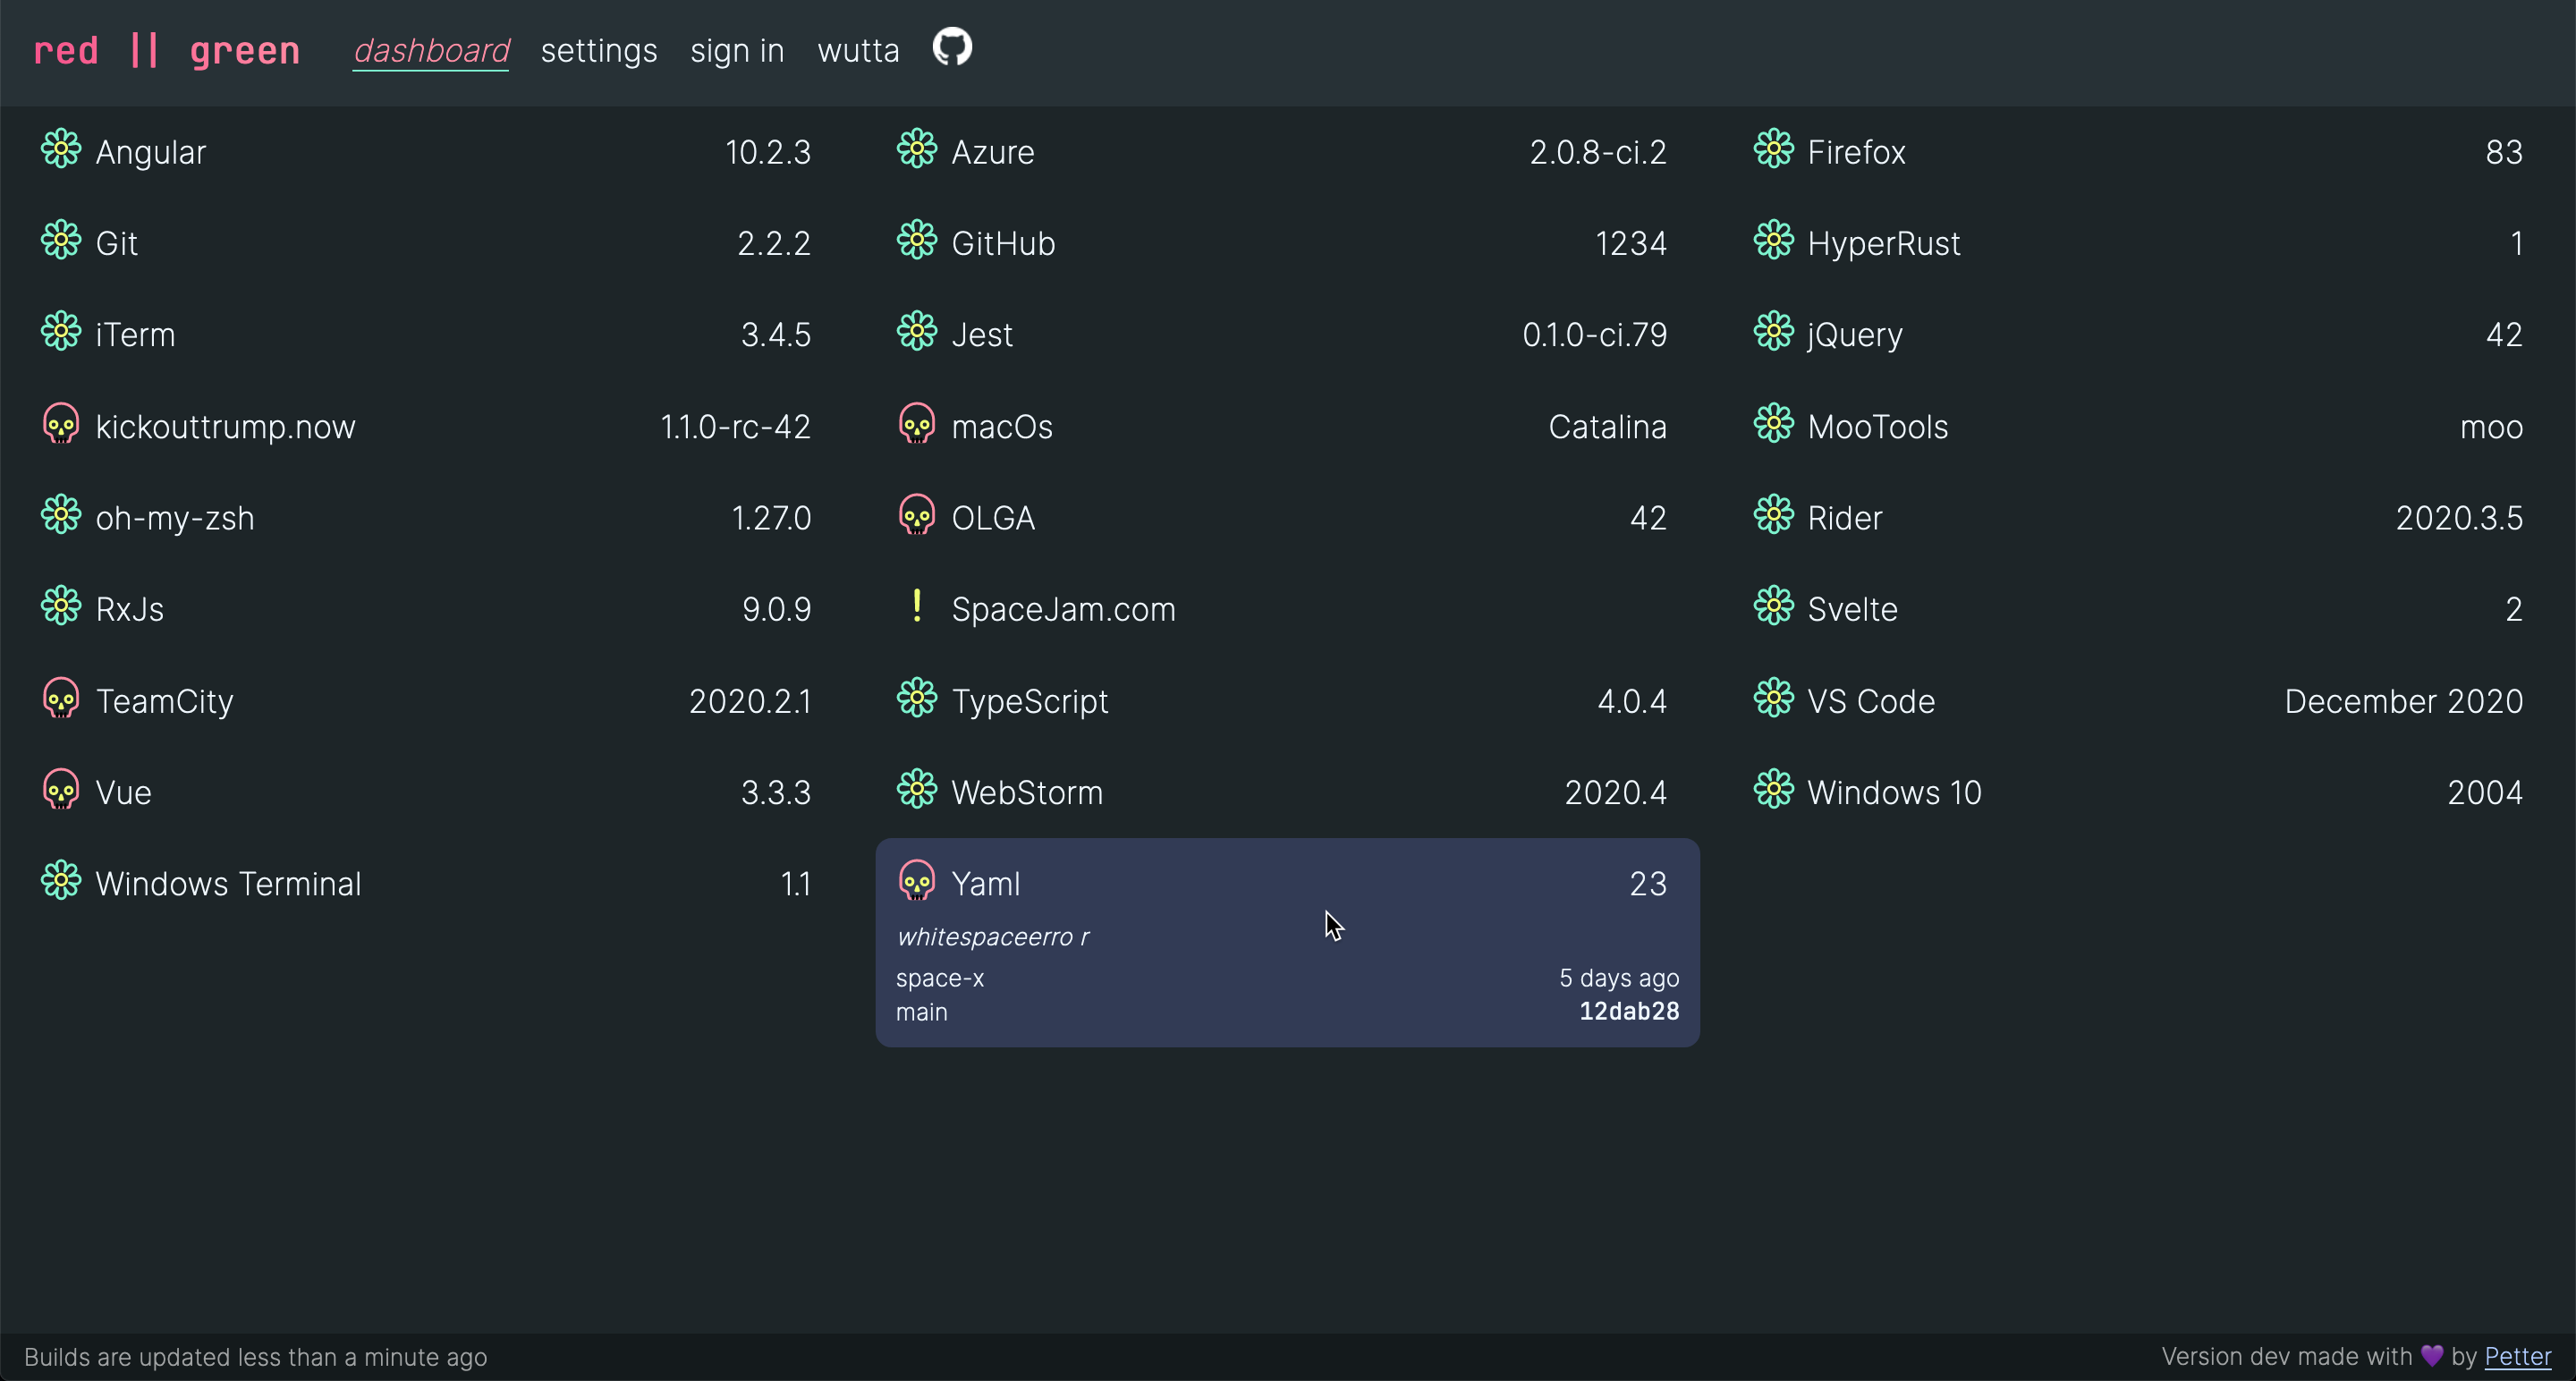 red || green dashboard settings sign in wutta
Angular 10.2.3 Azure 2.0.8-ci.2 Firefox 83
Git 2.2.2 GitHub 1234 HyperRust 1
iTerm 3.4.5 Jest 0.1.0-ci.79 jQuery 42
kickouttrump.now 1.1.0-rc-42 macOs Catalina MooTools moo
oh-my-zsh 1.27.0 OLGA 42 Rider 2020.3.5
RxJs 9.0.9 ! SpaceJam.com Svelte 2
TeamCity 2020.2.1 TypeScript 4.0.4 VS Code December 2020
Vue 3.3.3 WebStorm 2020.4 Windows 10 2004
Windows Terminal 1.1 Yaml 23
whitespaceerro r
space-x 5 days ago
main 12dab28
Builds are updated less than a minute ago Version dev made with 💜 by Petter